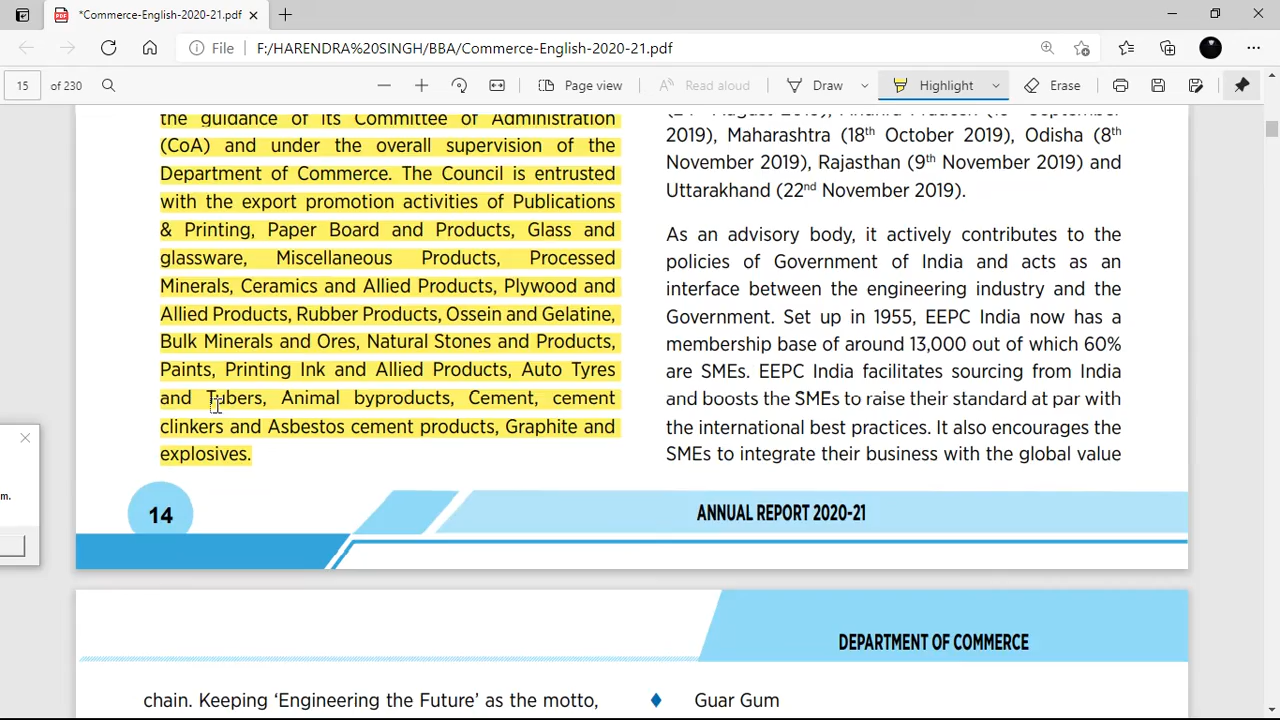 *Commerce-English-2020-21.pdf
File F:/HARENDRA%20SINGH/BBA/Commerce-English-2020-21.pdf
15 of 230 Page view Read aloud Draw Highlight Erase
the guidance of its Committee of Administration
(CoA) and under the overall supervision of the
Department of Commerce. The Council is entrusted
with the export promotion activities of Publications
& Printing, Paper Board and Products, Glass and
glassware, Miscellaneous Products, Processed
Minerals, Ceramics and Allied Products, Plywood and
Allied Products, Rubber Products, Ossein and Gelatine,
Bulk Minerals and Ores, Natural Stones and Products,
Paints, Printing Ink and Allied Products, Auto Tyres
and Tubers, Animal byproducts, Cement, cement
clinkers and Asbestos cement products, Graphite and
explosives.
2019), Maharashtra (18th October 2019), Odisha (8th
November 2019), Rajasthan (9th November 2019) and
Uttarakhand (22nd November 2019).
As an advisory body, it actively contributes to the
policies of Government of India and acts as an
interface between the engineering industry and the
Government. Set up in 1955, EEPC India now has a
membership base of around 13,000 out of which 60%
are SMEs. EEPC India facilitates sourcing from India
and boosts the SMEs to raise their standard at par with
the international best practices. It also encourages the
SMEs to integrate their business with the global value
m.
14
ANNUAL REPORT 2020-21
DEPARTMENT OF COMMERCE
chain. Keeping 'Engineering the Future' as the motto,
Guar Gum